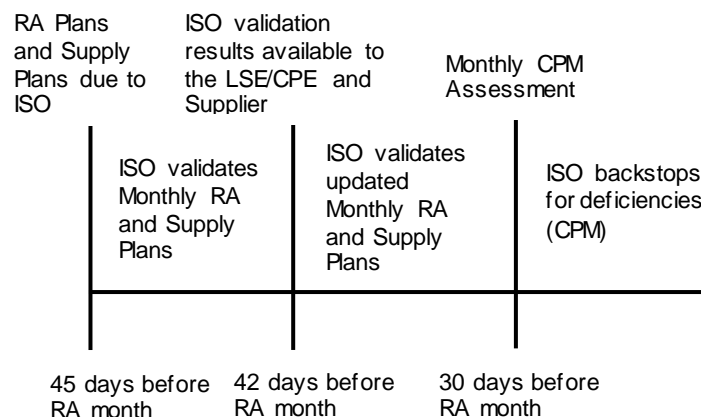 RA Plans
and Supply
Plans due to
ISO
ISO validation
results available to
the LSE/CPE and
Supplier
Monthly CPM
Assessment
ISO validates
Monthly RA
and Supply
Plans
ISO validates
updated
Monthly RA
and Supply
Plans
ISO backstops
for deficiencies
(CPM)
45 days before
RA month
42 days before
RA month
30 days before
RA month